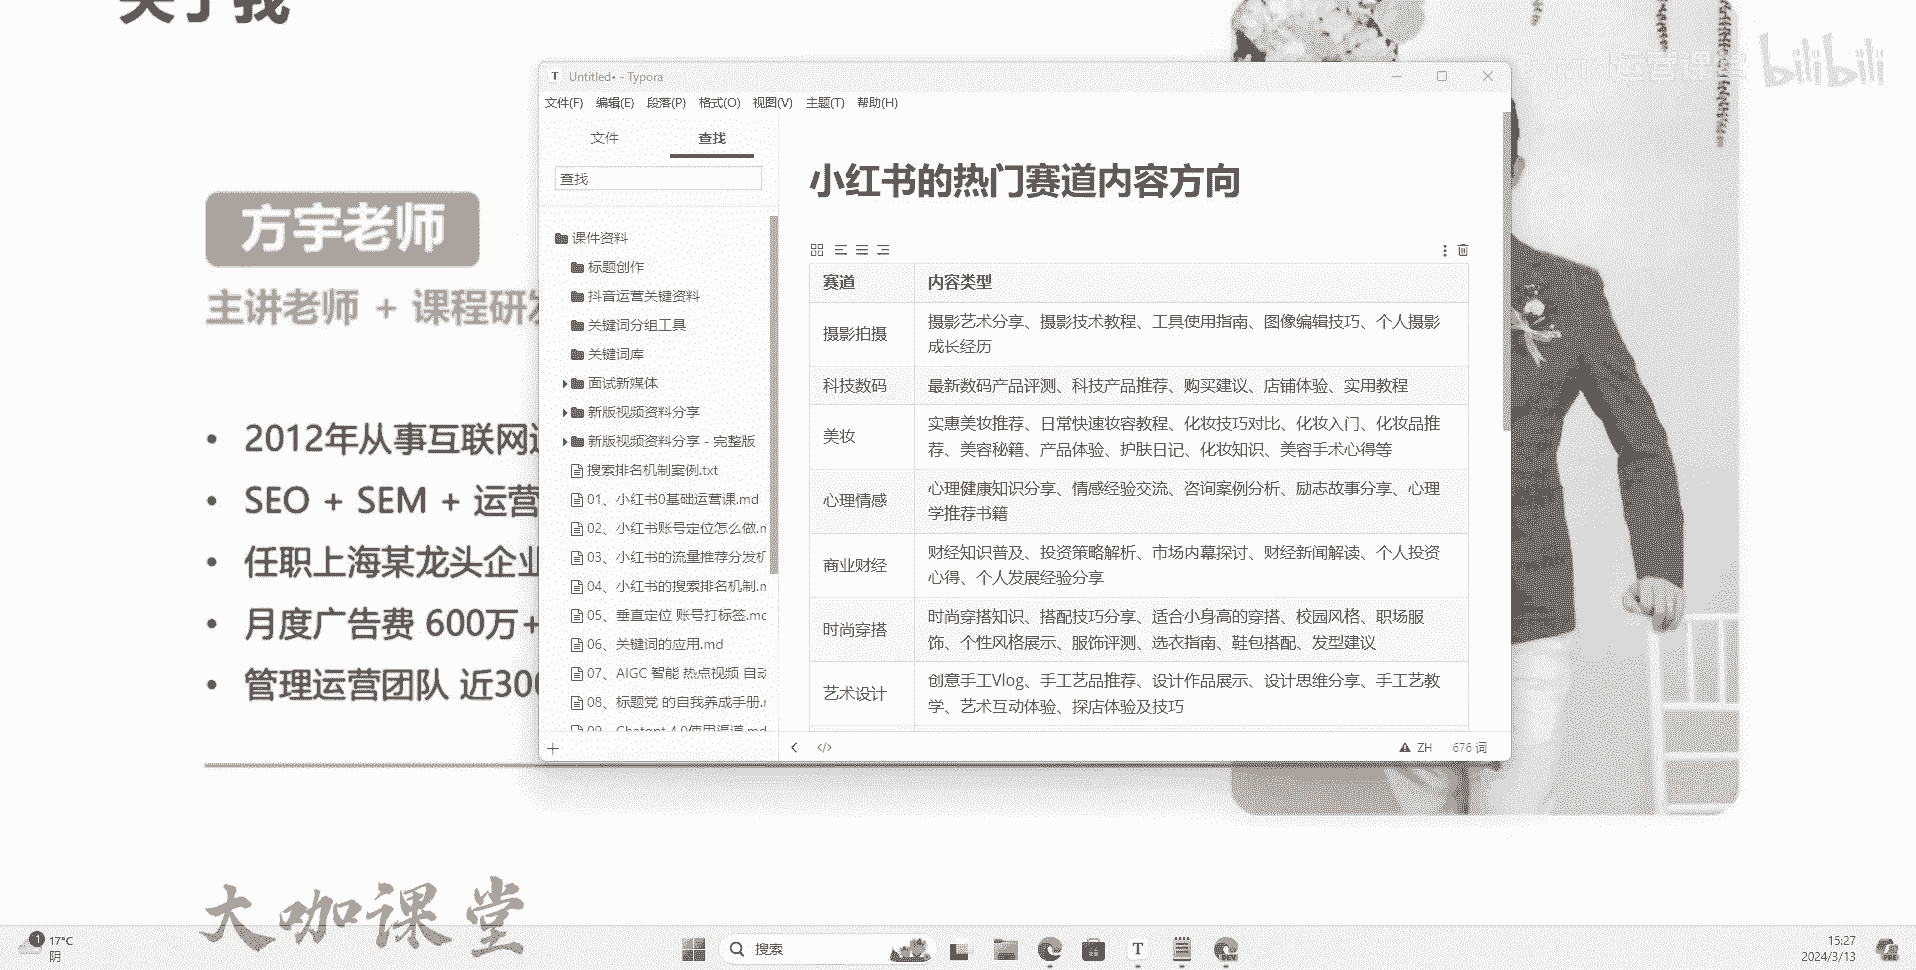 关于我
运营课堂 bilibili
方宇老师
主讲老师 + 课程研发
2012年从事互联网
SEO + SEM + 运营
任职上海某龙头企业
月度广告费 600万+
管理运营团队 近300
大咖课堂
Untitled• - Typora
文件(F) 编辑(E) 段落(P) 格式(O) 视图(V) 主题(T) 帮助(H)
文件 查找
查找
课件资料
标题创作
抖音运营关键资料
关键词分组工具
关键词库
面试新媒体
新版视频资料分享
新版视频资料分享 - 完整版
搜索排名机制案例.txt
01、小红书0基础运营课.md
02、小红书账号定位怎么做.m
03、小红书的流量推荐分发机
04、小红书的搜索排名机制.m
05、垂直定位 账号打标签.mc
06、关键词的应用.md
07、AIGC 智能 热点视频 自动
08、标题党 的自我养成手册.r
09、Chatgpt 4.0使用渠道.md
小红书的热门赛道内容方向
赛道 内容类型
摄影拍摄 摄影艺术分享、摄影技术教程、工具使用指南、图像编辑技巧、个人摄影
成长经历
科技数码 最新数码产品评测、科技产品推荐、购买建议、店铺体验、实用教程
美妆 实惠美妆推荐、日常快速妆容教程、化妆技巧对比、化妆入门、化妆品推
荐、美容秘籍、产品体验、护肤日记、化妆知识、美容手术心得等
心理情感 心理健康知识分享、情感经验交流、咨询案例分析、励志故事分享、心理
学推荐书籍
商业财经 财经知识普及、投资策略解析、市场内幕探讨、财经新闻解读、个人投资
心得、个人发展经验分享
时尚穿搭 时尚穿搭知识、搭配技巧分享、适合小身高的穿搭、校园风格、职场服
饰、个性风格展示、服饰评测、选衣指南、鞋包搭配、发型建议
艺术设计 创意手工Vlog、手工艺品推荐、设计作品展示、设计思维分享、手工艺教
学、艺术互动体验、探店体验及技巧
ZH 676 词
1 17°C
阴
搜索
T
DEV
15:27
2024/3/13
PRE